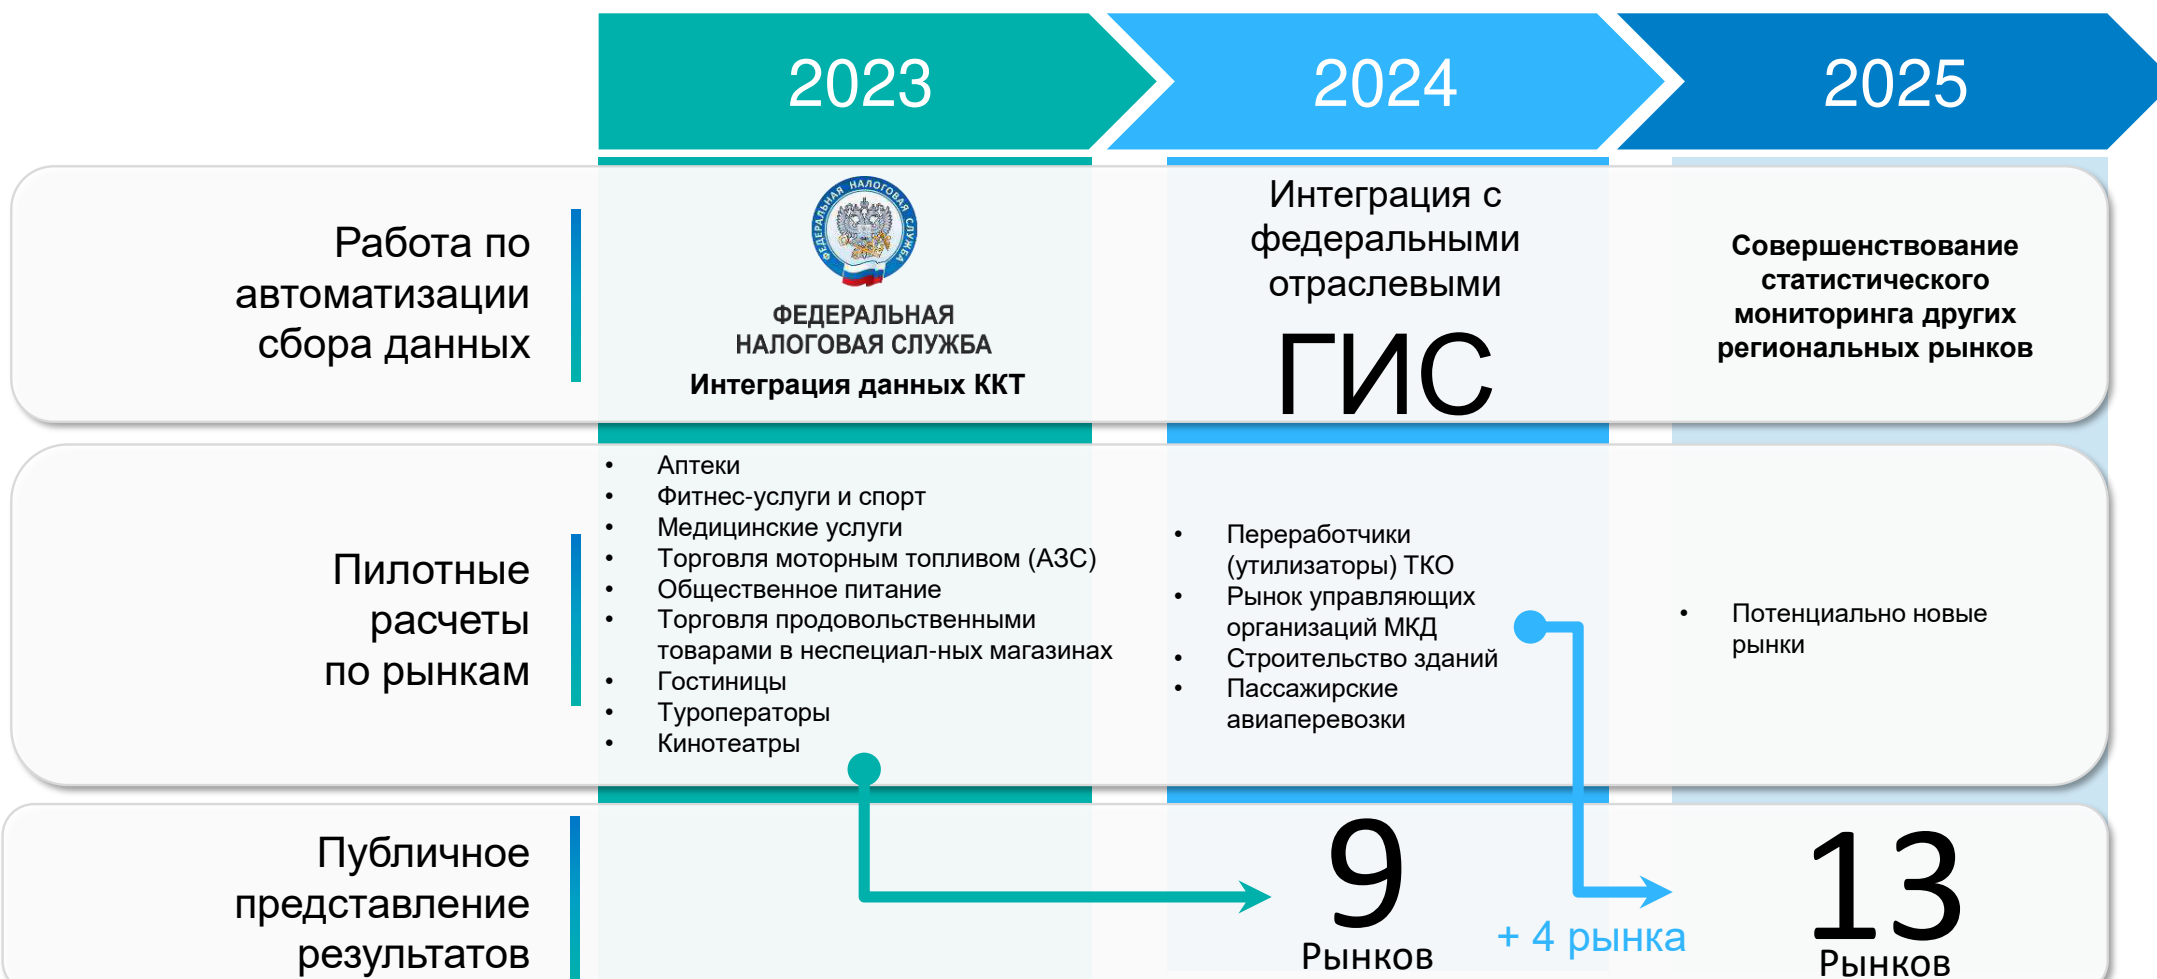 2023
2024
2025
Работа по
автоматизации
сбора данных
ФЕДЕРАЛЬНАЯ НАЛОГОВАЯ СЛУЖБА
ФЕДЕРАЛЬНАЯ
НАЛОГОВАЯ СЛУЖБА
Интеграция данных ККТ
Интеграция с
федеральными
отраслевыми
ГИС
Совершенствование
статистического
мониторинга других
региональных рынков
Пилотные
расчеты
по рынкам
• Аптеки
• Фитнес-услуги и спорт
• Медицинские услуги
• Торговля моторным топливом (АЗС)
• Общественное питание
• Торговля продовольственными
товарами в неспециал-ных магазинах
• Гостиницы
• Туроператоры
• Кинотеатры
• Переработчики
(утилизаторы) ТКО
• Рынок управляющих
организаций МКД
• Строительство зданий
• Пассажирские
авиаперевозки
• Потенциально новые
рынки
Публичное
представление
результатов
9
Рынков
+ 4 рынка
13
Рынков